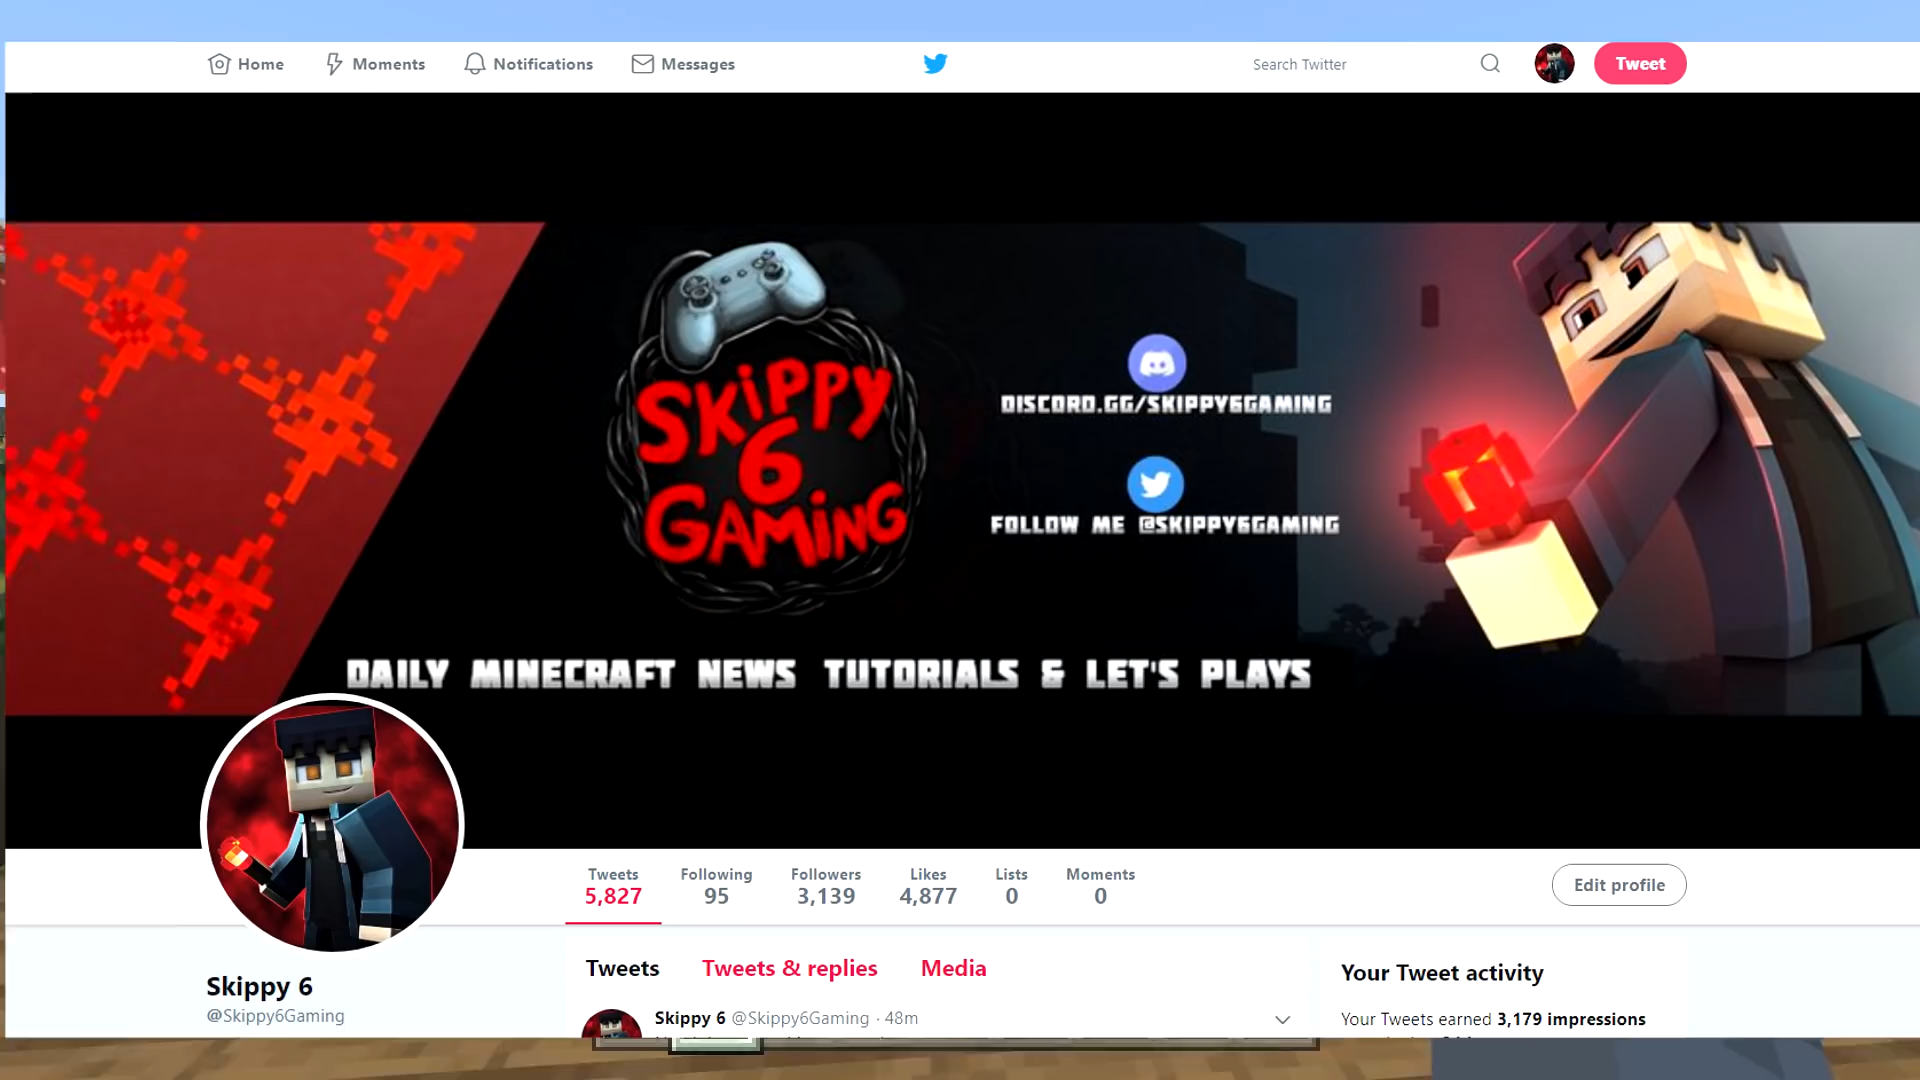 Home Moments Notifications Messages Search Twitter Tweet
SKiPPY
6
GAMiNG
DISCORD.GG/SKIPPY6GAMING
FOLLOW ME @SKIPPY6GAMING
DAILY MINECRAFT NEWS TUTORIALS & LET'S PLAYS
Tweets Following Followers Likes Lists Moments
5,827 95 3,139 4,877 0 0
Edit profile
Skippy 6
@Skippy6Gaming
Tweets Tweets & replies Media
Skippy 6 @Skippy6Gaming · 48m
Your Tweet activity
Your Tweets earned 3,179 impressions